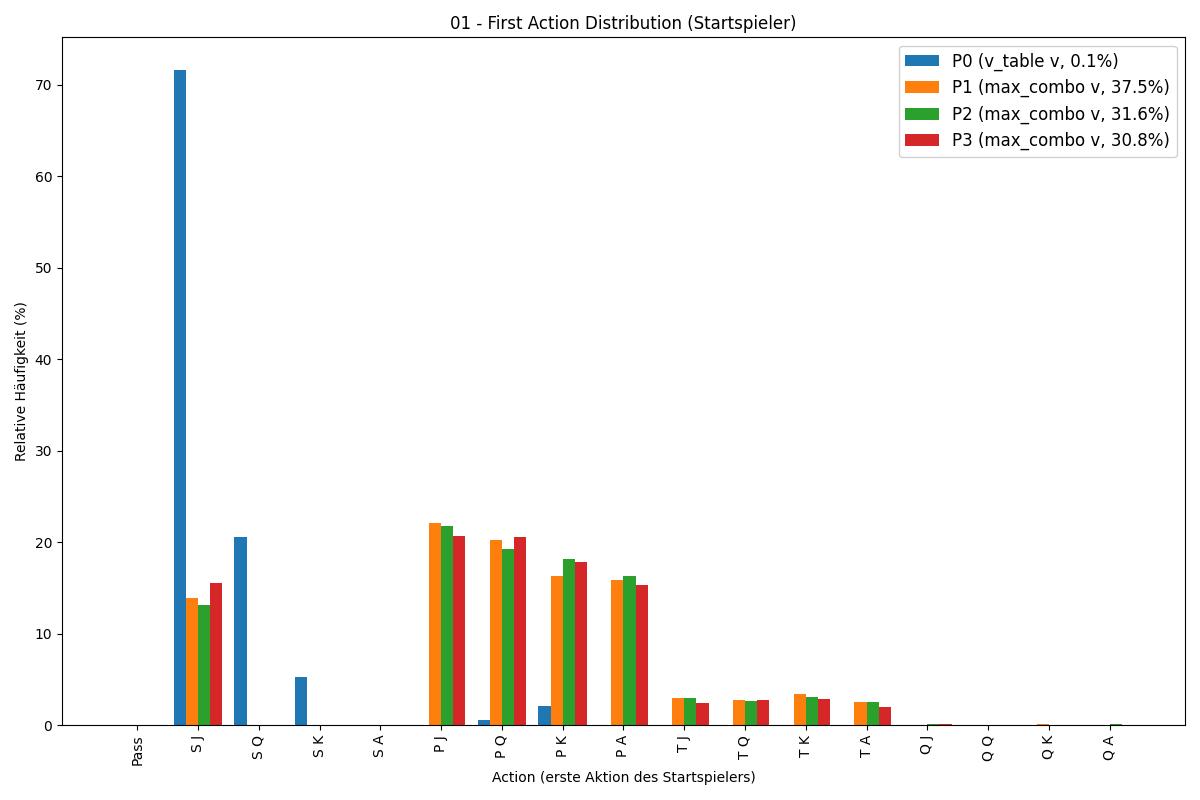 01 - First Action Distribution (Startspieler)
P0 (v_table v, 0.1%)
P1 (max_combo v, 37.5%)
P2 (max_combo v, 31.6%)
P3 (max_combo v, 30.8%)
Relative Häufigkeit (%)
70
60
50
40
30
20
10
0
Pass
S J
S Q
S K
S A
P J
P Q
P K
P A
T J
T Q
T K
T A
Q J
Q Q
Q K
Q A
Action (erste Aktion des Startspielers)